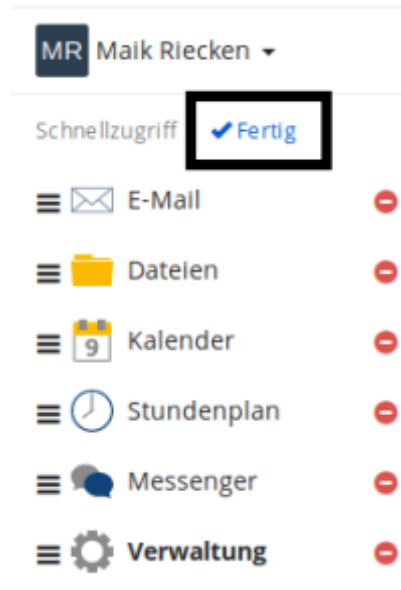 MR Maik Riecken
Schnellzugriff Fertig
E-Mail
Dateien
9 Kalender
Stundenplan
Messenger
Verwaltung